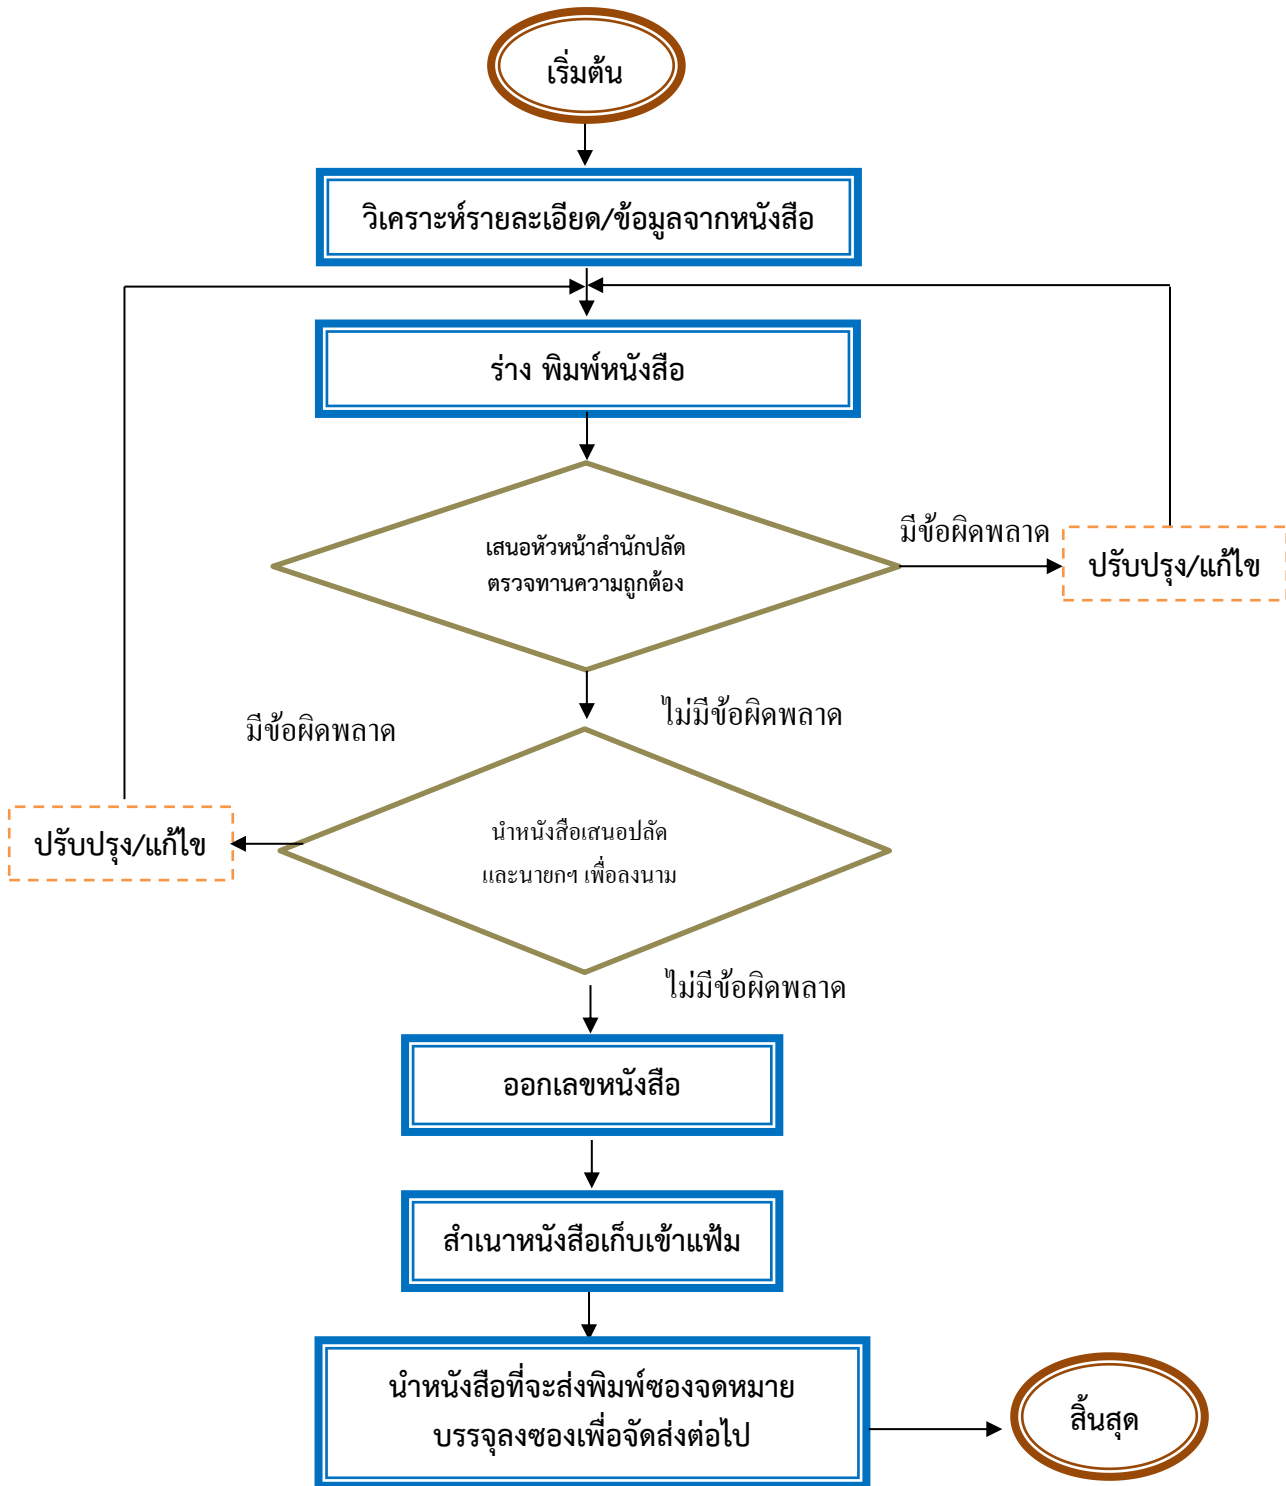 เริ่มต้น
วิเคราะห์รายละเอียด/ข้อมูลจากหนังสือ
ร่าง พิมพ์หนังสือ
เสนอหัวหน้าสำนักปลัด
ตรวจทานความถูกต้อง
มีข้อผิดพลาด
ปรับปรุง/แก้ไข
ไม่มีข้อผิดพลาด
มีข้อผิดพลาด
ปรับปรุง/แก้ไข
นำหนังสือเสนอปลัด
และนายกฯ เพื่อลงนาม
ไม่มีข้อผิดพลาด
ออกเลขหนังสือ
สำเนาหนังสือเก็บเข้าแฟ้ม
นำหนังสือที่จะส่งพิมพ์ซองจดหมาย
บรรจุลงซองเพื่อจัดส่งต่อไป
สิ้นสุด